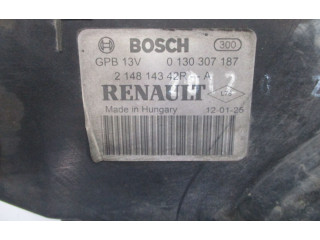 BOSCH 300
GPB 13V 0 130 307 187
2 148 143 42R - A
RENAULT
Made in Hungary 12-01-25